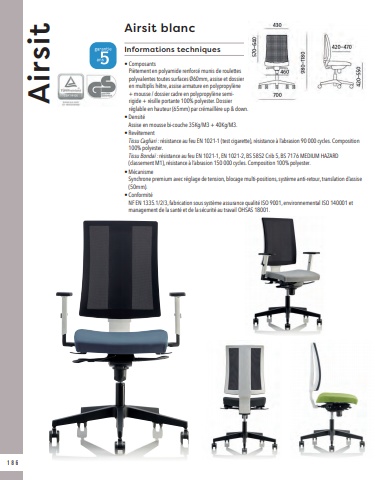 Airsit
Airsit blanc
garantie
5
Informations techniques
• Composants
Piètement en polyamide renforcé munis de roulettes
polyvalentes toutes surfaces Ø60mm, assise et dossier
en multiplis hêtre, assise armature en polypropylène
+ mousse / dossier cadre en polypropylène semi-
rigide + résille portante 100% polyester. Dossier
réglable en hauteur (65mm) par crémaillère up & down.
• Densité
Assise en mousse bi-couche 35Kg/M3 + 40Kg/M3.
• Revêtement
Tissu Cagliari : résistance au feu EN 1021-1 (test cigarette), résistance à l'abrasion 90 000 cycles. Composition
100% polyester.
Tissu Bondai : résistance au feu EN 1021-1, EN 1021-2, BS 5852 Crib 5, BS 7176 MEDIUM HAZARD
(classement M1), résistance à l'abrasion 150 000 cycles. Composition 100% polyester.
• Mécanisme
Synchrone premium avec réglage de tension, blocage multi-positions, système anti-retour, translation d'assise
(50mm).
• Conformité
NF EN 1335 1/2/3, fabrication sous système assurance qualité ISO 9001, environnemental ISO 140001 et
management de la santé et de la sécurité au travail OHSAS 18001.
430
520-640
460
700
980-1180
420-470
420-550
186